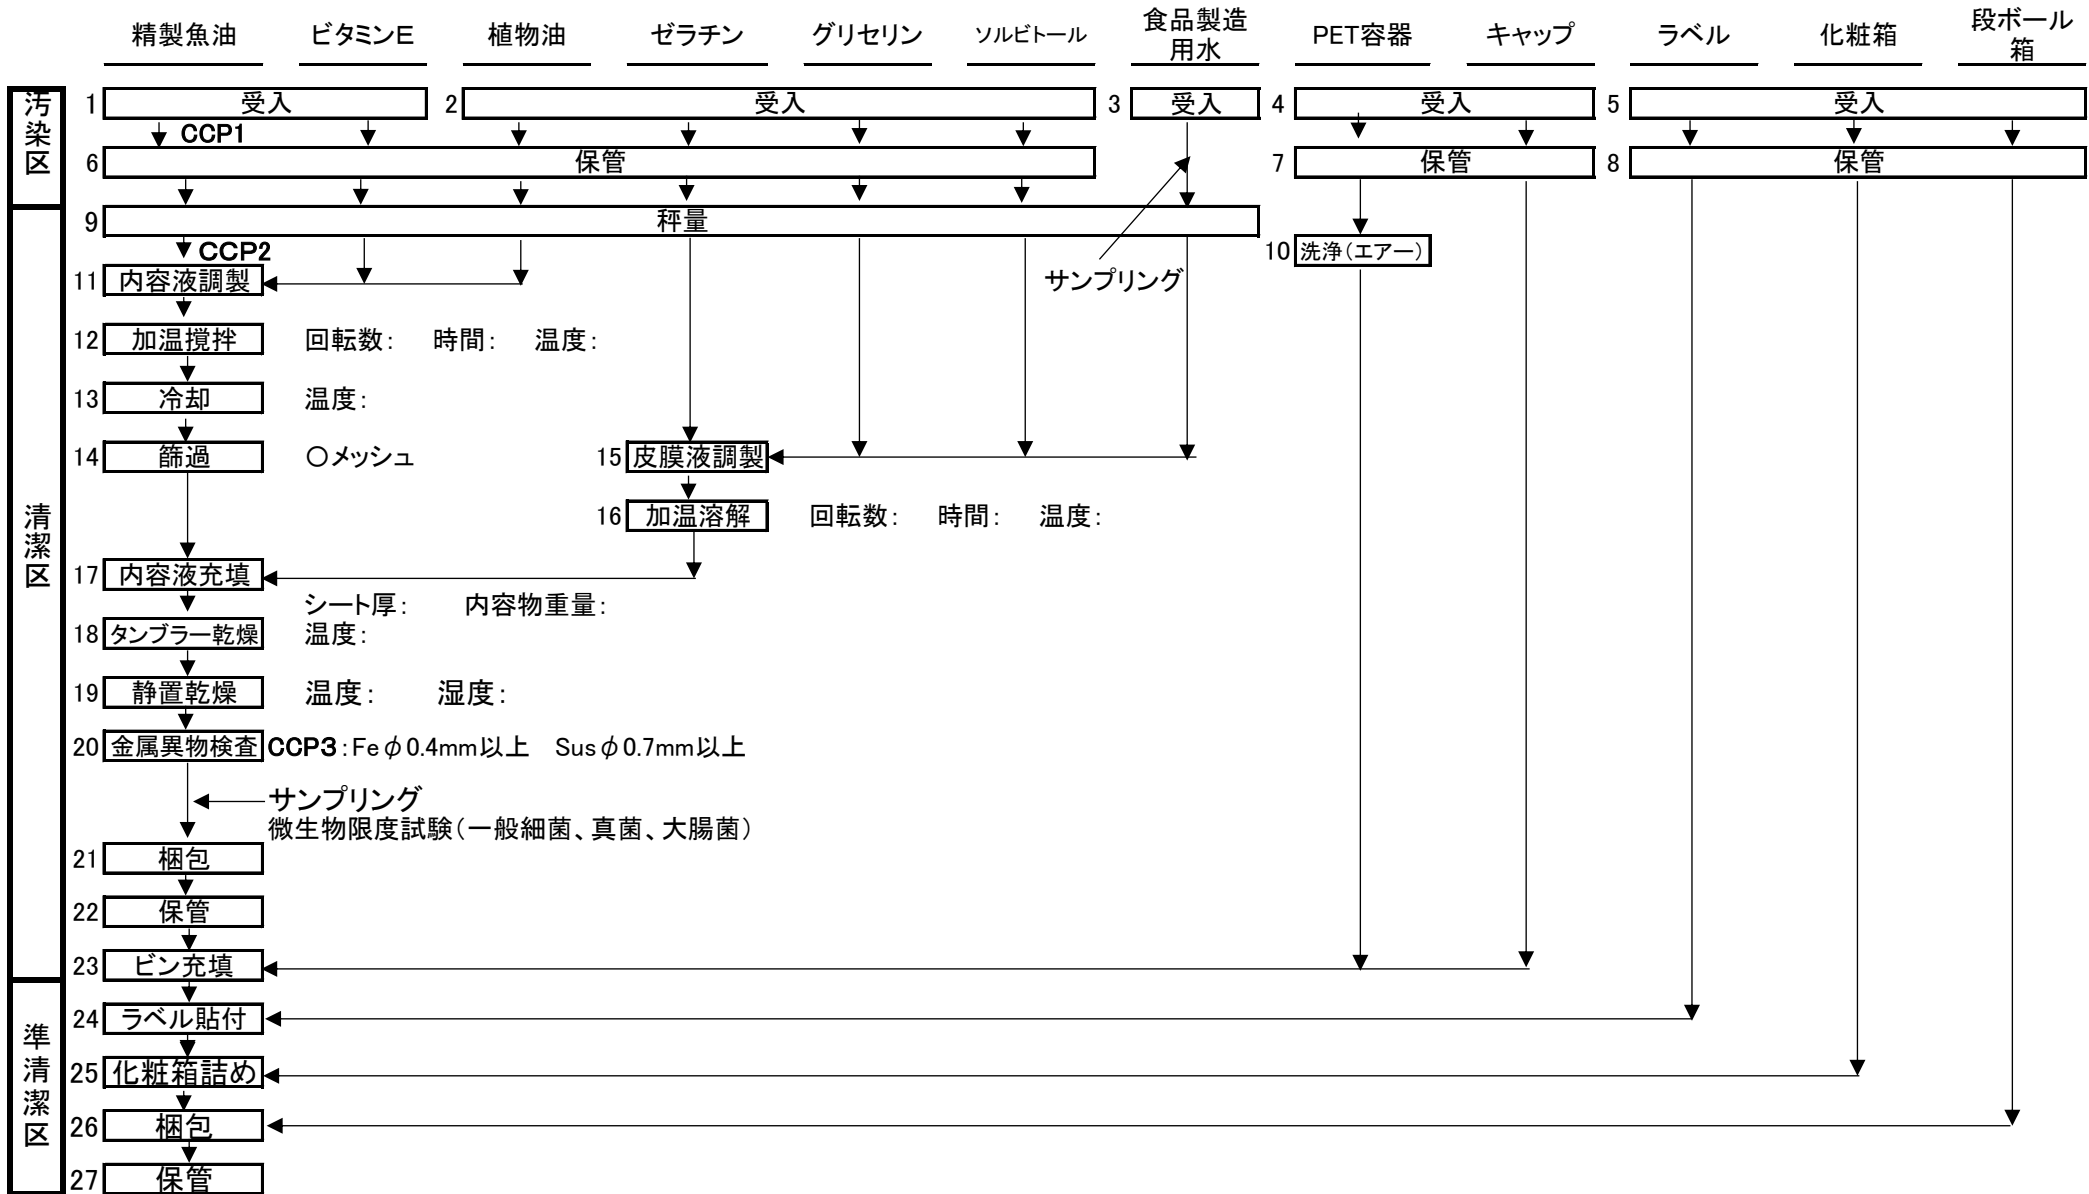 精製魚油 ビタミンE 植物油 ゼラチン グリセリン ソルビトール 食品製造用水 PET容器 キャップ ラベル 化粧箱 段ボール箱
汚染区
1 受入 2 受入 3 受入 4 受入 5 受入
CCP1
6 保管 7 保管 8 保管
清潔区
9 秤量
CCP2
10 洗浄(エアー)
サンプリング
11 内容液調製
12 加温撹拌 回転数: 時間: 温度:
13 冷却 温度:
14 篩過 〇メッシュ 15 皮膜液調製
16 加温溶解 回転数: 時間: 温度:
17 内容液充填
シート厚: 内容物重量:
18 タンブラー乾燥 温度:
19 静置乾燥 温度: 湿度:
20 金属異物検査 CCP3:Feφ0.4mm以上 Susφ0.7mm以上
サンプリング
微生物限度試験(一般細菌、真菌、大腸菌)
21 梱包
22 保管
23 ビン充填
準清潔区
24 ラベル貼付
25 化粧箱詰め
26 梱包
27 保管